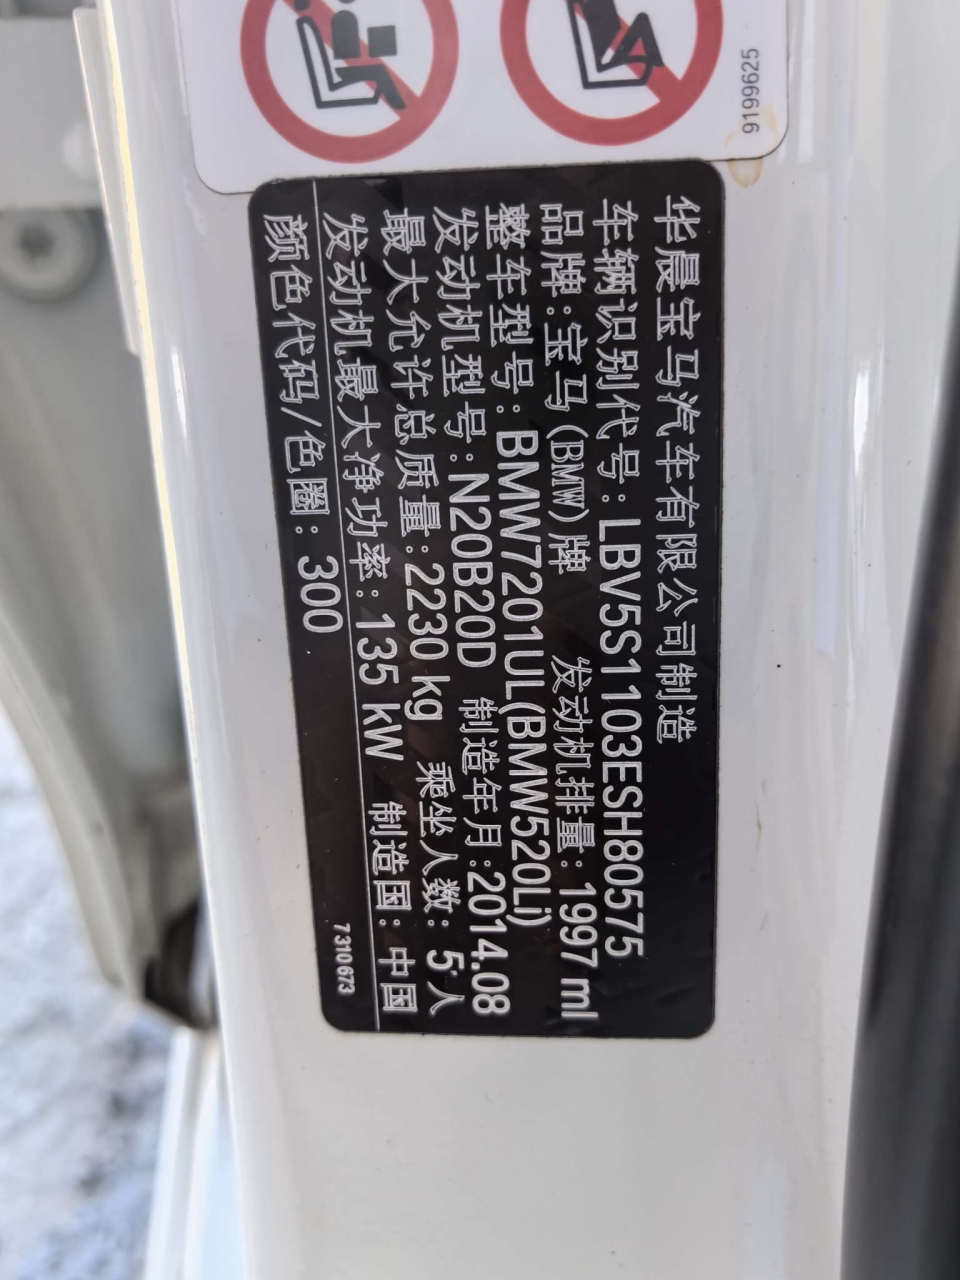 9199625
华晨宝马汽车有限公司制造
车辆识别代号：LBV5S1103ESH80575
品牌：宝马(BMW)牌 发动机排量：1997 ml
整车型号：BMW7201UL(BMW520Li)
发动机型号：N20B20D 制造年月：2014.08
最大允许总质量：2230 kg 乘坐人数：5人
发动机最大净功率：135 kW 制造国：中国
颜色代码/色圈：300
7310673